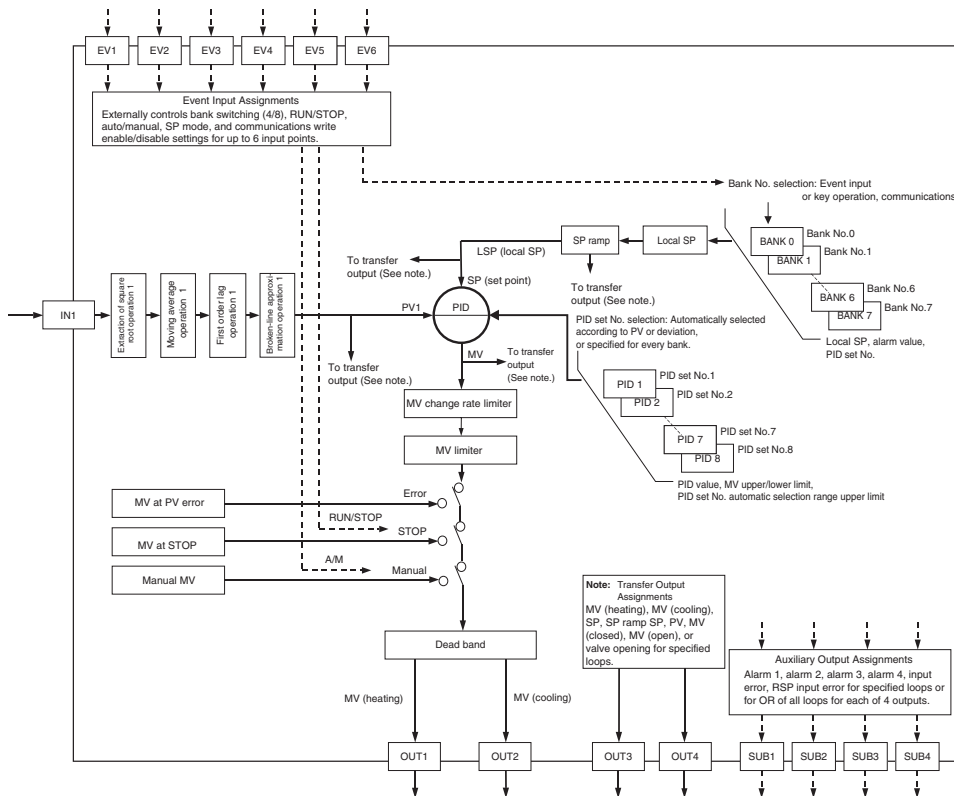 EV1 EV2 EV3 EV4 EV5 EV6
Event Input Assignments
Externally controls bank switching (4/8), RUN/STOP,
auto/manual, SP mode, and communications write
enable/disable settings for up to 6 input points.
Bank No. selection: Event input
or key operation, communications
BANK 0
Bank No.0
BANK 1
Bank No.1
BANK 6
Bank No.6
BANK 7
Bank No.7
Local SP, alarm value,
PID set No.
Local SP
SP ramp
LSP (local SP)
To transfer
output (See note.)
To transfer
output (See note.)
SP (set point)
IN1
Extraction of square
root operation 1
Moving average
operation 1
First order lag
operation 1
Broken-line approxi-
mation operation 1
PV1
PID
To transfer
output (See note.)
MV
To transfer
output
(See note.)
PID set No. selection: Automatically selected
according to PV or deviation,
or specified for every bank.
PID 1
PID set No.1
PID 2
PID set No.2
PID 7
PID set No.7
PID 8
PID set No.8
PID value, MV upper/lower limit,
PID set No. automatic selection range upper limit
MV change rate limiter
MV limiter
MV at PV error
Error
RUN/STOP
MV at STOP
STOP
A/M
Manual MV
Manual
Dead band
MV (heating)
MV (cooling)
Note: Transfer Output
Assignments
MV (heating), MV (cooling),
SP, SP ramp SP, PV, MV
(closed), MV (open), or
valve opening for specified
loops.
Auxiliary Output Assignments
Alarm 1, alarm 2, alarm 3, alarm 4, input
error, RSP input error for specified loops or
for OR of all loops for each of 4 outputs.
OUT1 OUT2 OUT3 OUT4 SUB1 SUB2 SUB3 SUB4